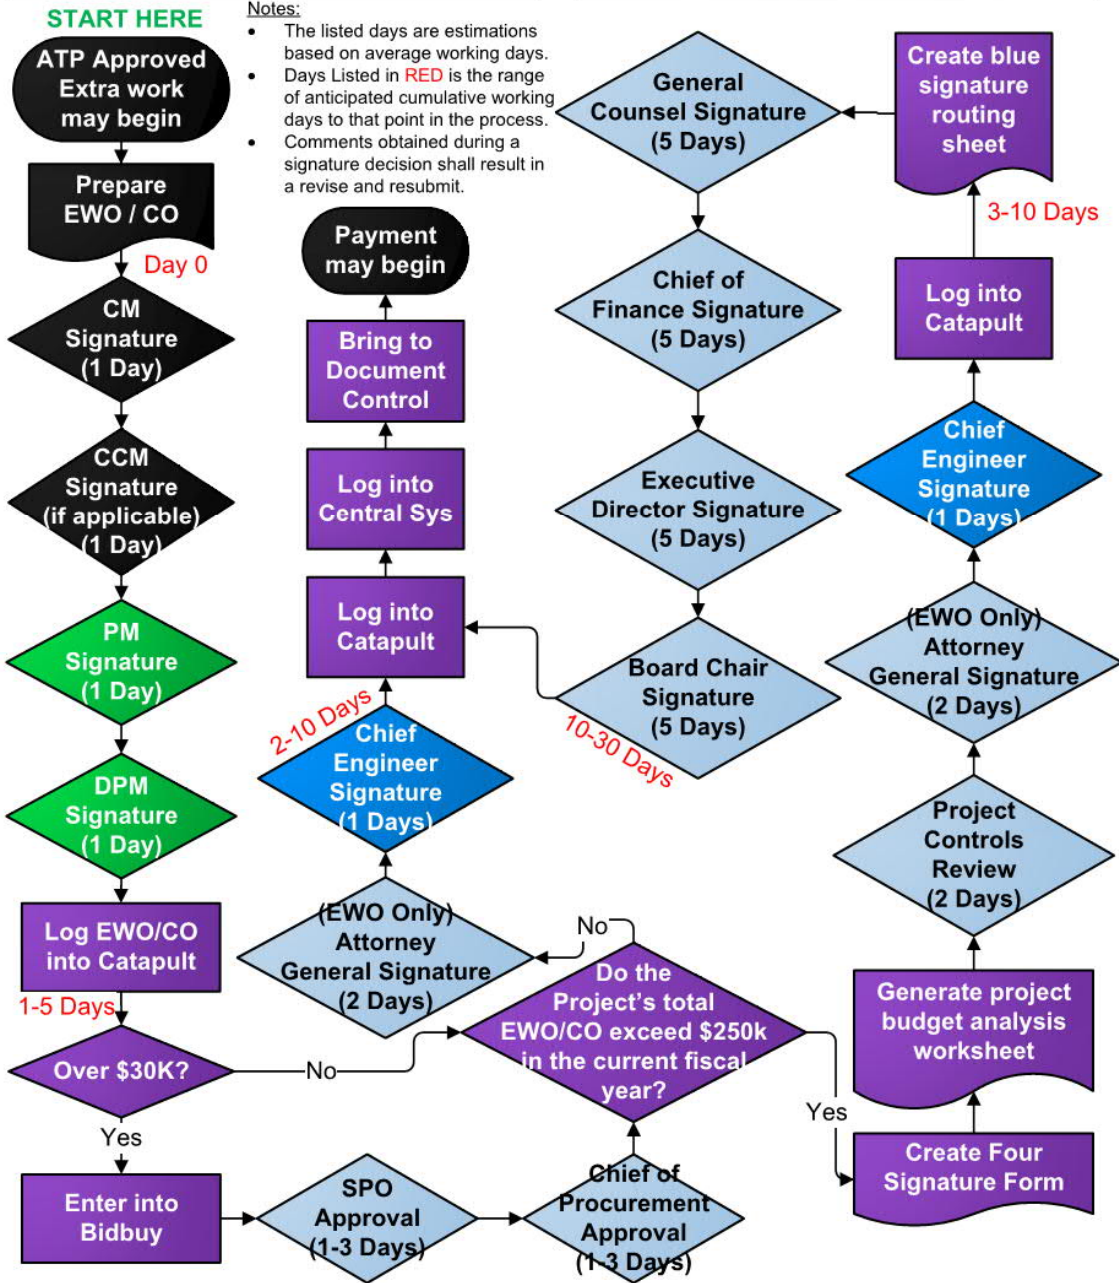 START HERE
ATP Approved
Extra work
may begin
Prepare
EWO / CO
Day 0
CM
Signature
(1 Day)
CCM
Signature
(if applicable)
(1 Day)
PM
Signature
(1 Day)
DPM
Signature
(1 Day)
Log EWO/CO
into Catapult
1-5 Days
Over $30K?
No
Yes
Enter into
Bidbuy
SPO
Approval
(1-3 Days)
Chief of
Procurement
Approval
(1-3 Days)
Do the
Project's total
EWO/CO exceed $250k
in the current fiscal
year?
No
Yes
(EWO Only)
Attorney
General Signature
(2 Days)
Chief
Engineer
Signature
(1 Days)
2-10 Days
Log into
Catapult
Log into
Central Sys
Bring to
Document
Control
Payment
may begin
Notes:
• The listed days are estimations
based on average working days.
• Days Listed in RED is the range
of anticipated cumulative working
days to that point in the process.
• Comments obtained during a
signature decision shall result in
a revise and resubmit.
Create Four
Signature Form
Generate project
budget analysis
worksheet
Project
Controls
Review
(2 Days)
(EWO Only)
Attorney
General Signature
(2 Days)
Chief
Engineer
Signature
(1 Days)
Log into
Catapult
3-10 Days
Create blue
signature
routing
sheet
General
Counsel Signature
(5 Days)
Chief of
Finance Signature
(5 Days)
Executive
Director Signature
(5 Days)
Board Chair
Signature
(5 Days)
10-30 Days